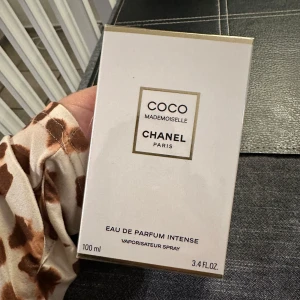 COCO
MADEMOISELLE
CHANEL
PARIS
EAU DE PARFUM INTENSE
VAPORISATEUR SPRAY
100 ml
3.4 FL.OZ.